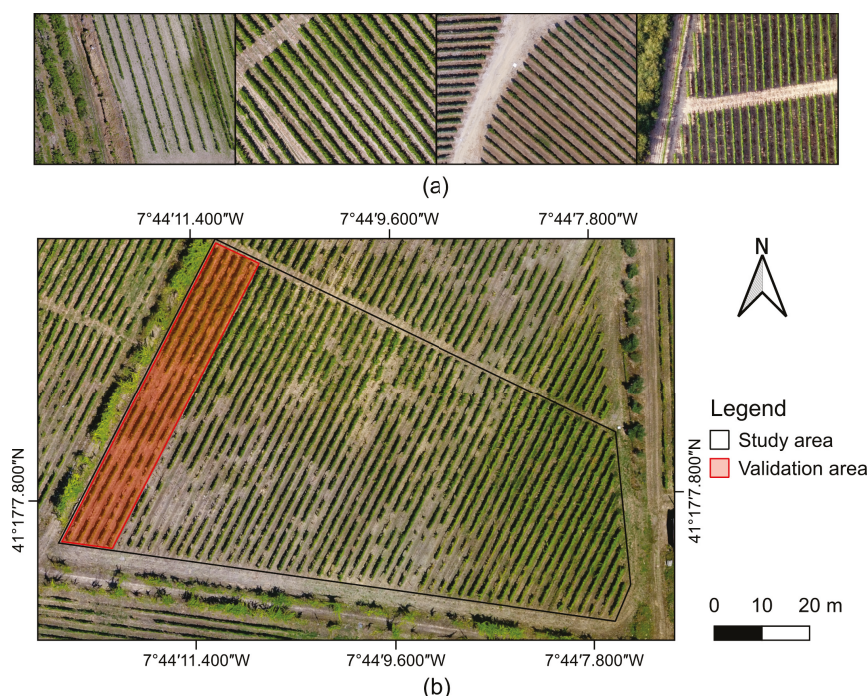 (a)
7°44′11.400″W 7°44′9.600″W 7°44′7.800″W
N
41°17′7.800″N
41°17′7.800″N
Legend
Study area
Validation area
0 10 20 m
7°44′11.400″W 7°44′9.600″W 7°44′7.800″W
(b)